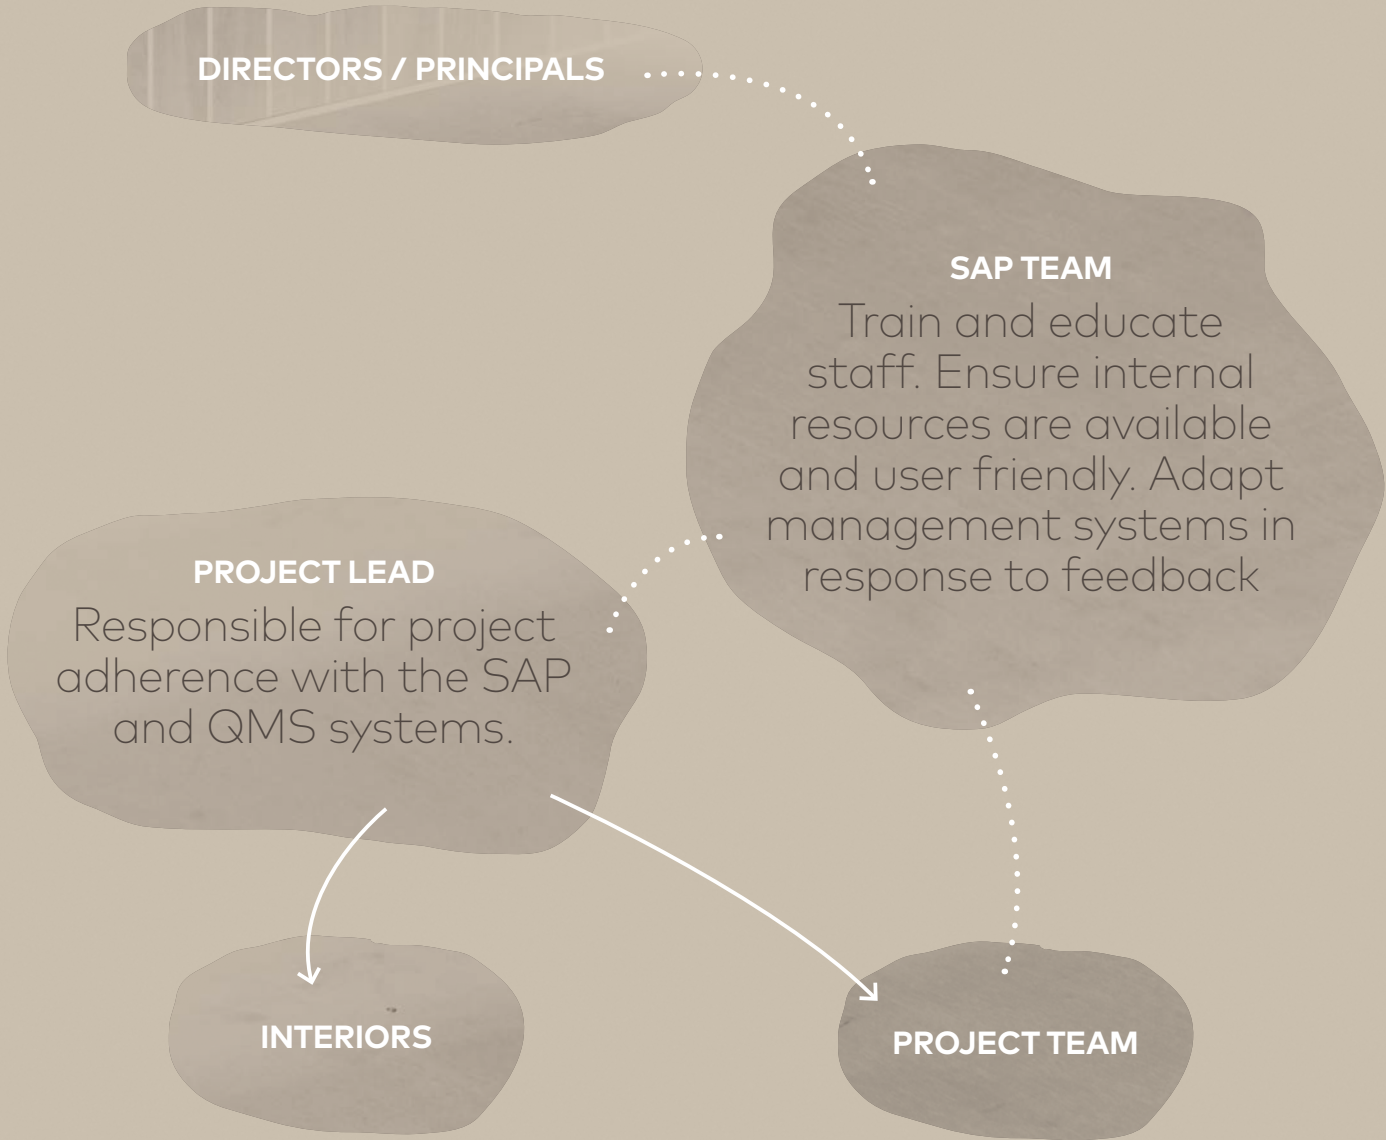 DIRECTORS / PRINCIPALS
SAP TEAM
Train and educate
staff. Ensure internal
resources are available
and user friendly. Adapt
management systems in
response to feedback
PROJECT LEAD
Responsible for project
adherence with the SAP
and QMS systems.
INTERIORS
PROJECT TEAM